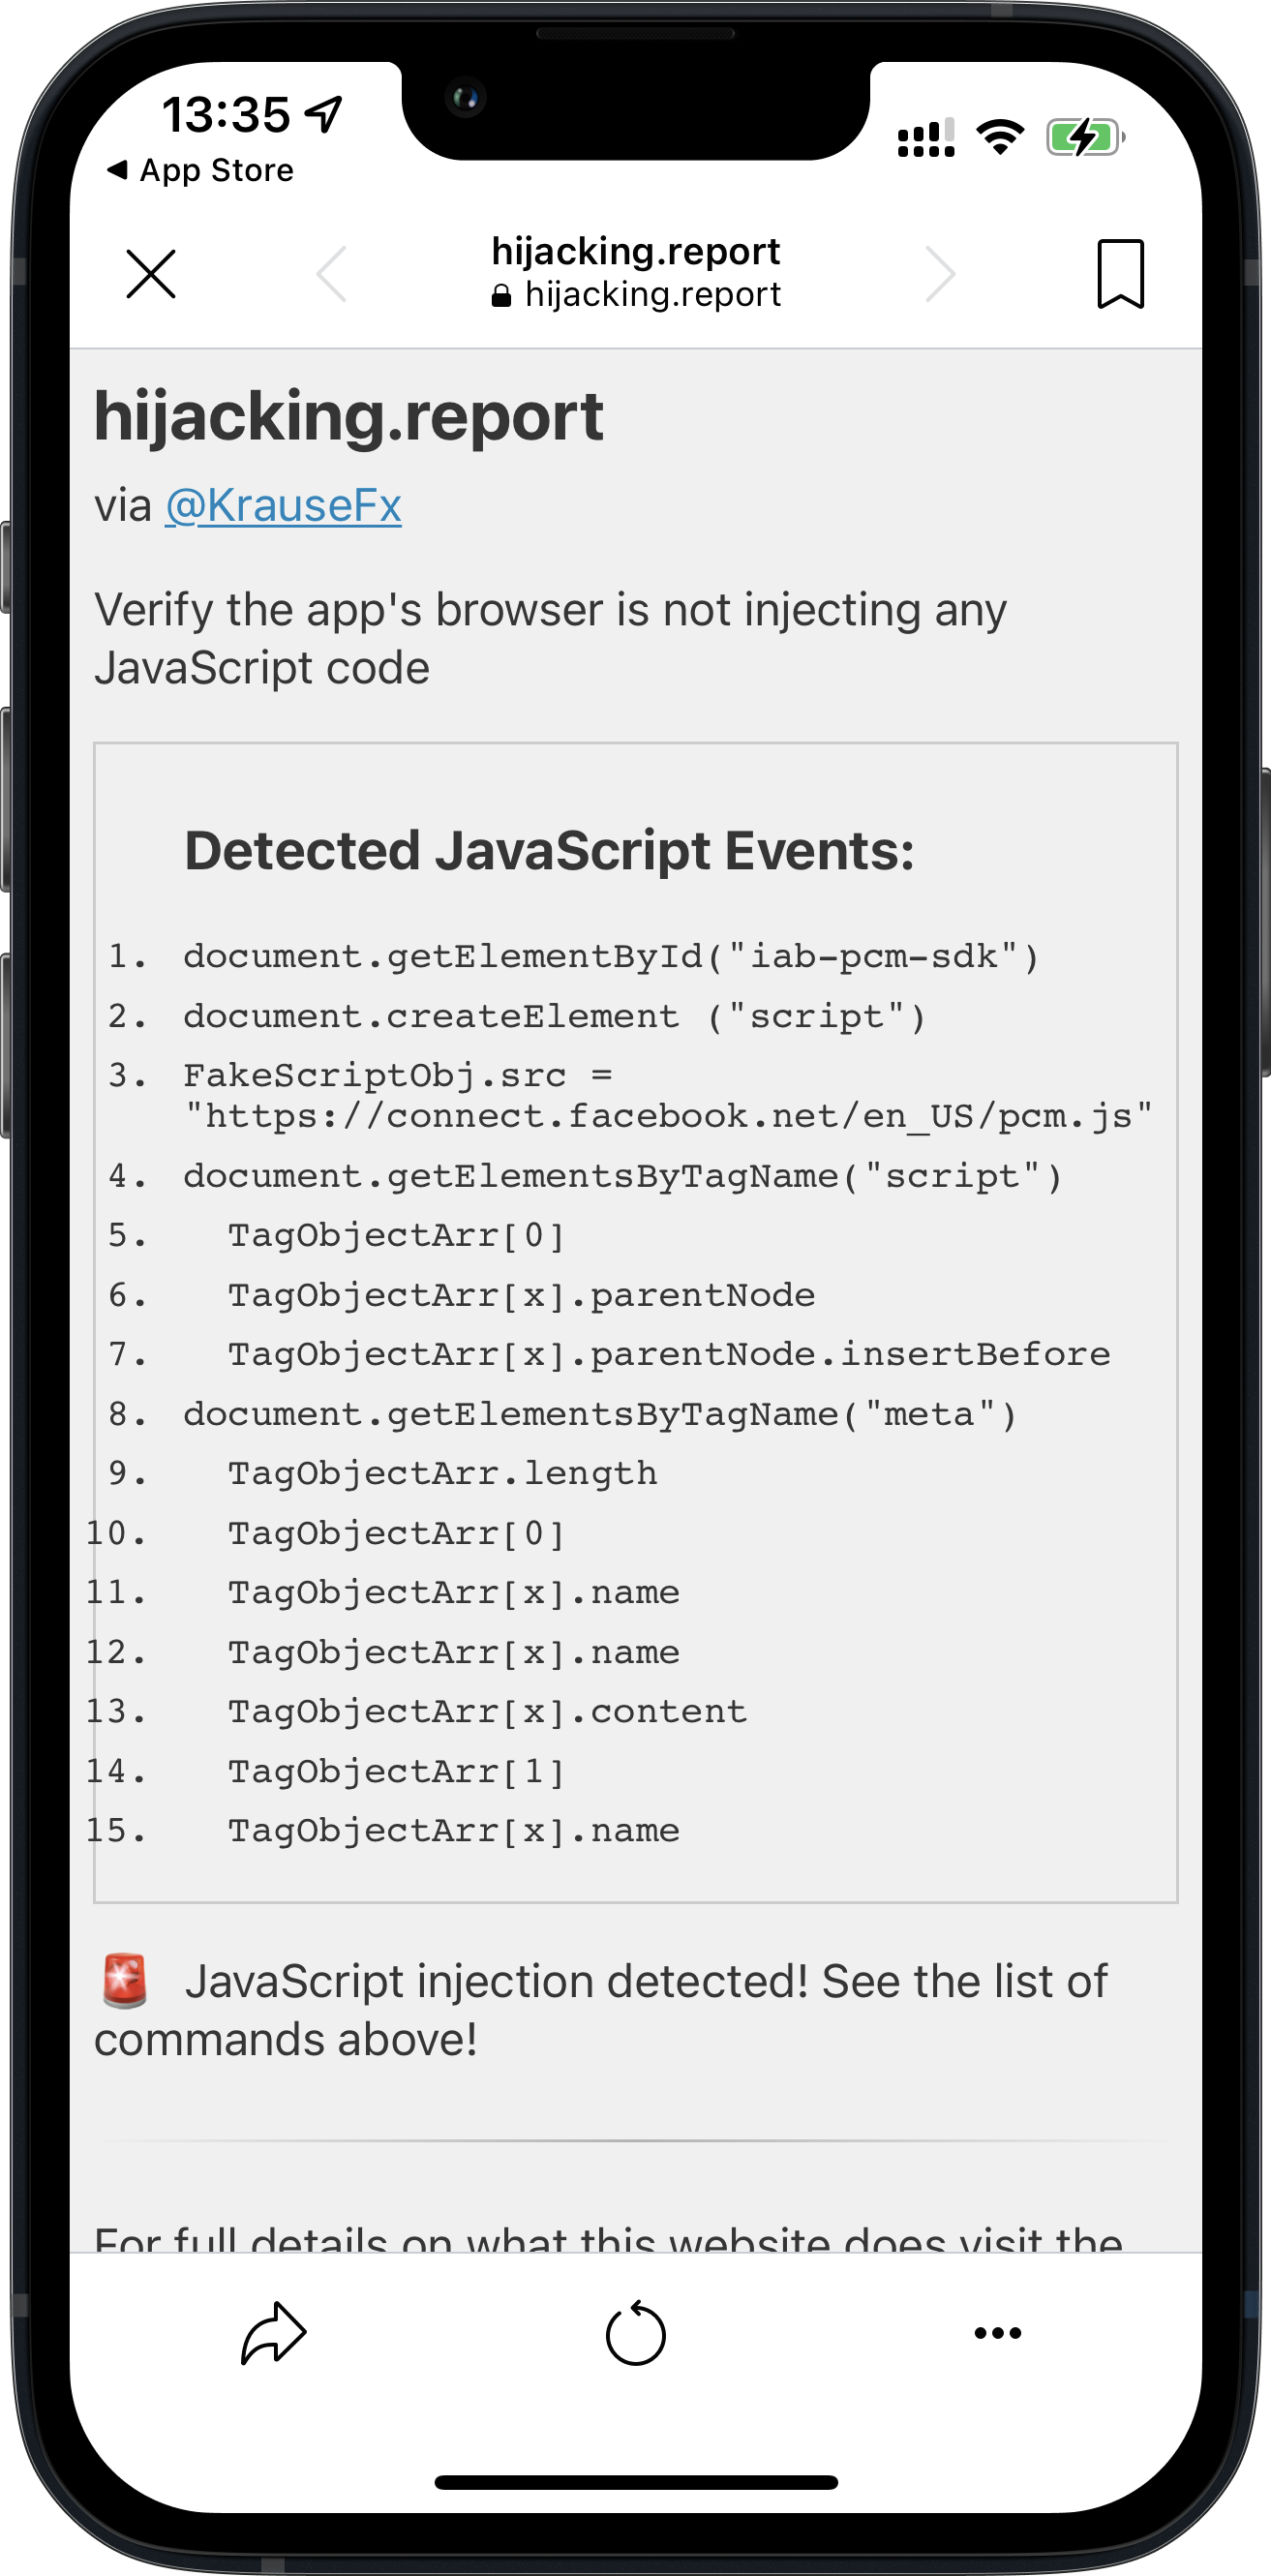 13:35
◀ App Store
hijacking.report
hijacking.report
hijacking.report
via @KrauseFx
Verify the app's browser is not injecting any
JavaScript code
Detected JavaScript Events:
1. document.getElementById("iab-pcm-sdk")
2. document.createElement ("script")
3. FakeScriptObj.src =
"https://connect.facebook.net/en_US/pcm.js"
4. document.getElementsByTagName("script")
5. TagObjectArr[0]
6. TagObjectArr[x].parentNode
7. TagObjectArr[x].parentNode.insertBefore
8. document.getElementsByTagName("meta")
9. TagObjectArr.length
10. TagObjectArr[0]
11. TagObjectArr[x].name
12. TagObjectArr[x].name
13. TagObjectArr[x].content
14. TagObjectArr[1]
15. TagObjectArr[x].name
🚨 JavaScript injection detected! See the list of
commands above!
For full details on what this website does visit the